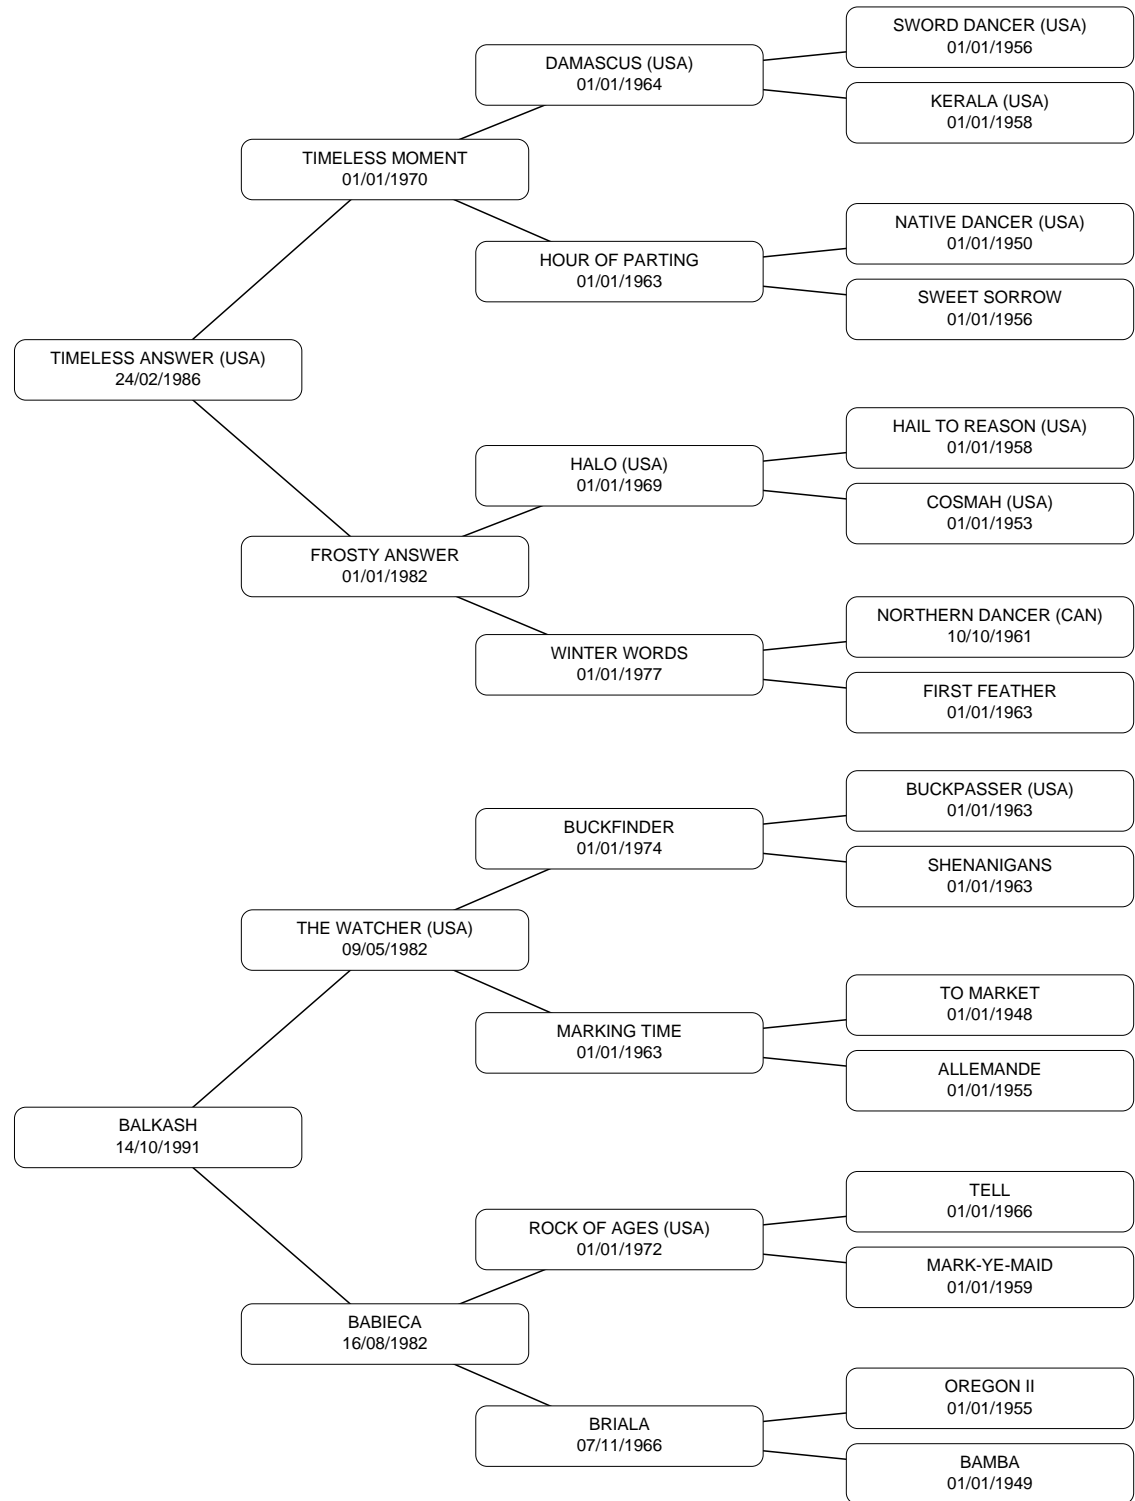 SWORD DANCER (USA)
01/01/1956
DAMASCUS (USA)
01/01/1964
KERALA (USA)
01/01/1958
TIMELESS MOMENT
01/01/1970
NATIVE DANCER (USA)
01/01/1950
HOUR OF PARTING
01/01/1963
SWEET SORROW
01/01/1956
TIMELESS ANSWER (USA)
24/02/1986
HAIL TO REASON (USA)
01/01/1958
HALO (USA)
01/01/1969
COSMAH (USA)
01/01/1953
FROSTY ANSWER
01/01/1982
NORTHERN DANCER (CAN)
10/10/1961
WINTER WORDS
01/01/1977
FIRST FEATHER
01/01/1963
BUCKPASSER (USA)
01/01/1963
BUCKFINDER
01/01/1974
SHENANIGANS
01/01/1963
THE WATCHER (USA)
09/05/1982
TO MARKET
01/01/1948
MARKING TIME
01/01/1963
ALLEMANDE
01/01/1955
BALKASH
14/10/1991
TELL
01/01/1966
ROCK OF AGES (USA)
01/01/1972
MARK-YE-MAID
01/01/1959
BABIECA
16/08/1982
OREGON II
01/01/1955
BRIALA
07/11/1966
BAMBA
01/01/1949